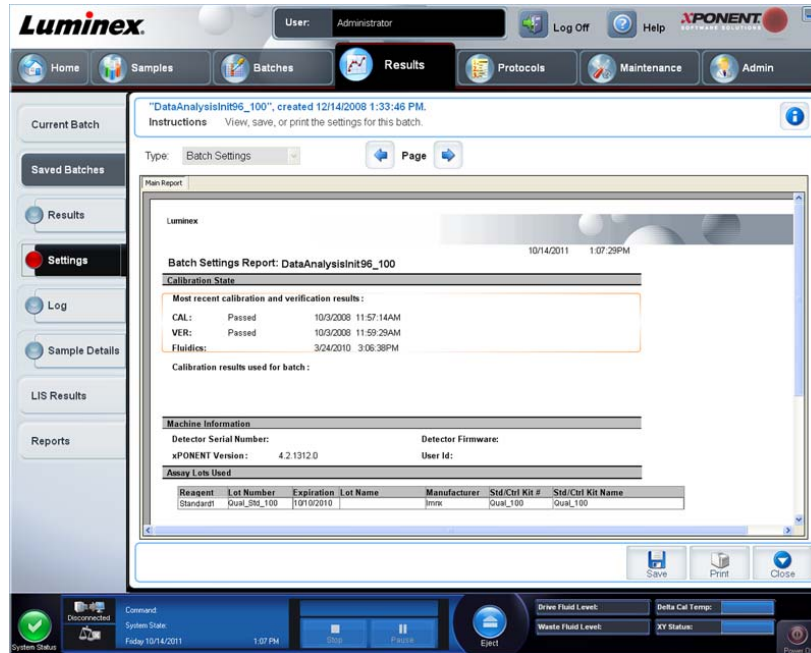 Luminex.
User: Administrator
Log Off
Help
XPONENT.
SOFTWARE SOLUTIONS
Home
Samples
Batches
Results
Protocols
Maintenance
Admin
Current Batch
Saved Batches
Results
Settings
Log
Sample Details
LIS Results
Reports
"DataAnalysisInit96_100", created 12/14/2008 1:33:46 PM.
Instructions View, save, or print the settings for this batch.
Type: Batch Settings
Page
Main Report
Luminex
10/14/2011 1:07:29PM
Batch Settings Report: DataAnalysisInit96_100
Calibration State
Most recent calibration and verification results :
CAL: Passed 10/3/2008 11:57:14AM
VER: Passed 10/3/2008 11:59:29AM
Fluidics: 3/24/2010 3:06:38PM
Calibration results used for batch :
Machine Information
Detector Serial Number: Detector Firmware:
xPONENT Version: 4.2.1312.0 User Id:
Assay Lots Used
Reagent Lot Number Expiration Lot Name Manufacturer Std/Ctrl Kit # Std/Ctrl Kit Name
Standard1 Qual_Std_100 10/10/2010 lmnx Qual_100 Qual_100
Save
Print
Close
System Status
Disconnected
Command:
System State:
Friday 10/14/2011 1:07 PM
Stop
Pause
Eject
Drive Fluid Level:
Waste Fluid Level:
Delta Cal Temp:
XY Status: